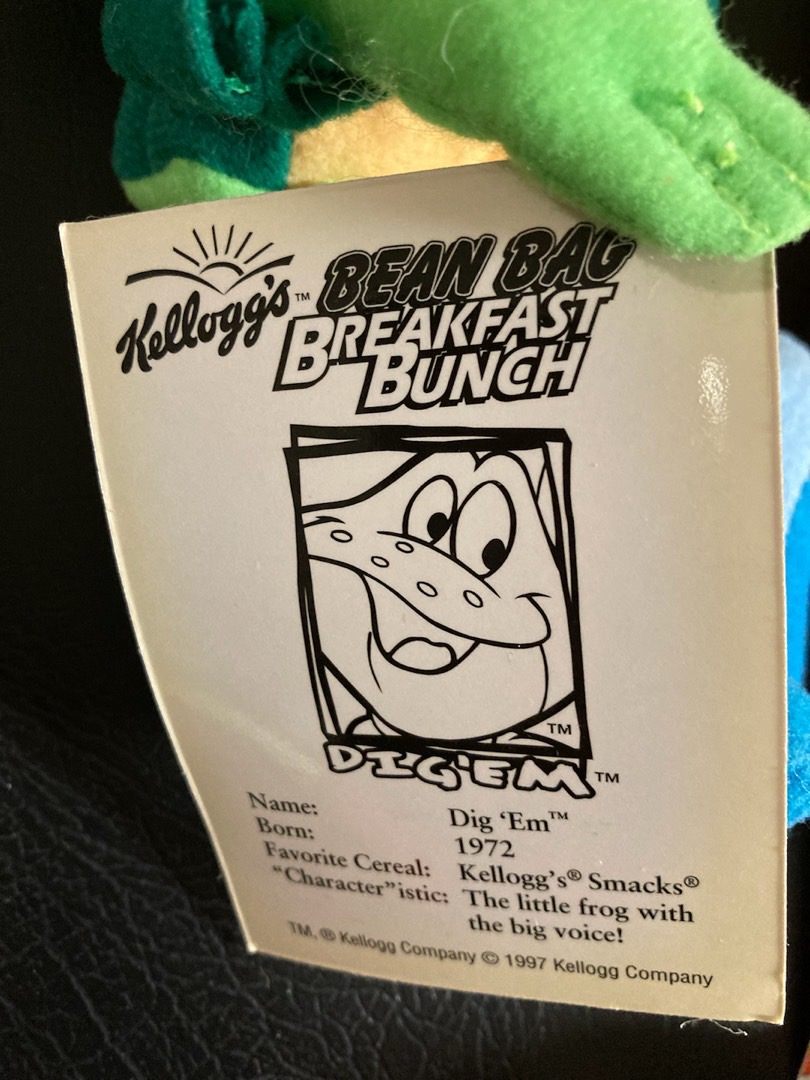 Kellogg's™
BEAN BAG
BREAKFAST
BUNCH
TM
DIG'EM™
Name: Dig ‘Em™
Born: 1972
Favorite Cereal: Kellogg's® Smacks®
“Character”istic: The little frog with
the big voice!
TM, ® Kellogg Company © 1997 Kellogg Company